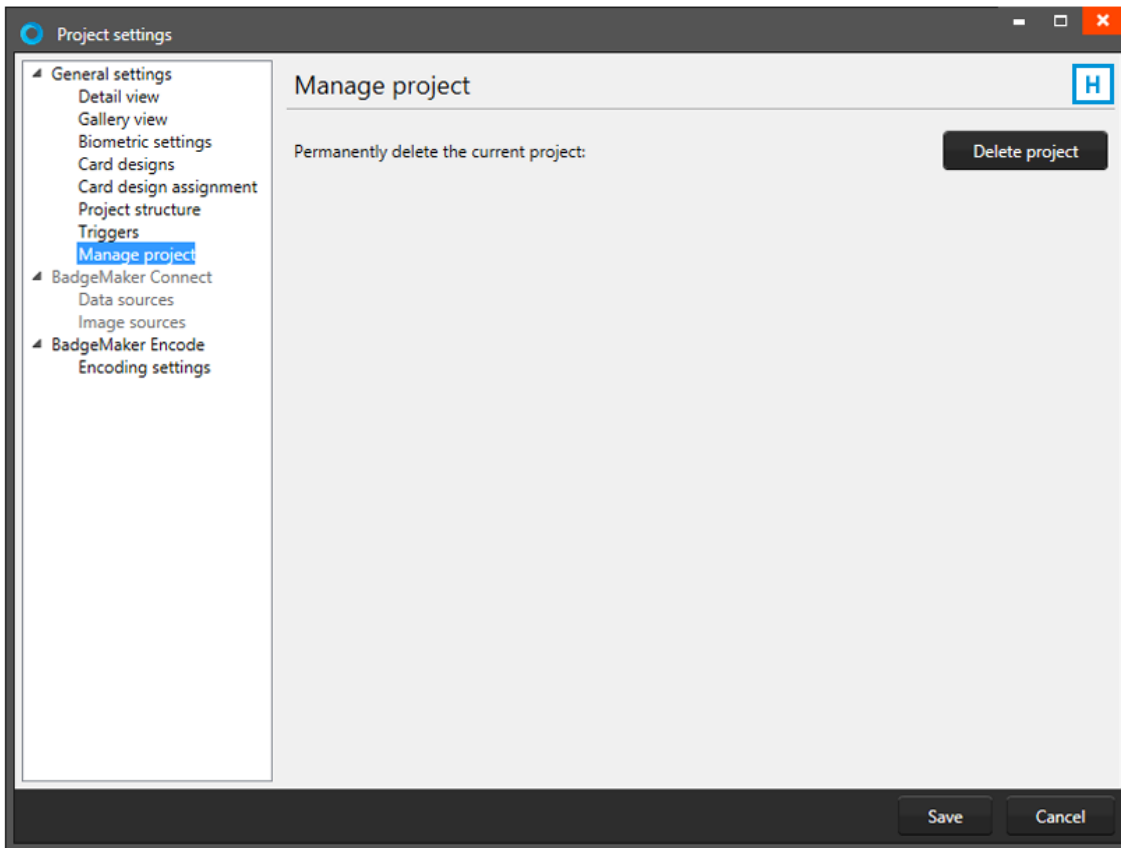 Project settings
General settings
Detail view
Gallery view
Biometric settings
Card designs
Card design assignment
Project structure
Triggers
Manage project
BadgeMaker Connect
Data sources
Image sources
BadgeMaker Encode
Encoding settings
Manage project
H
Permanently delete the current project:
Delete project
Save
Cancel